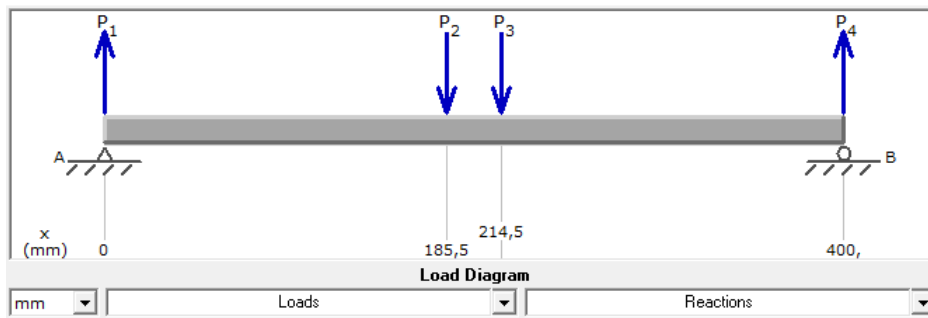 P1 P2 P3 P4
A B
x
(mm) 0 185,5 214,5 400,
Load Diagram
mm Loads Reactions